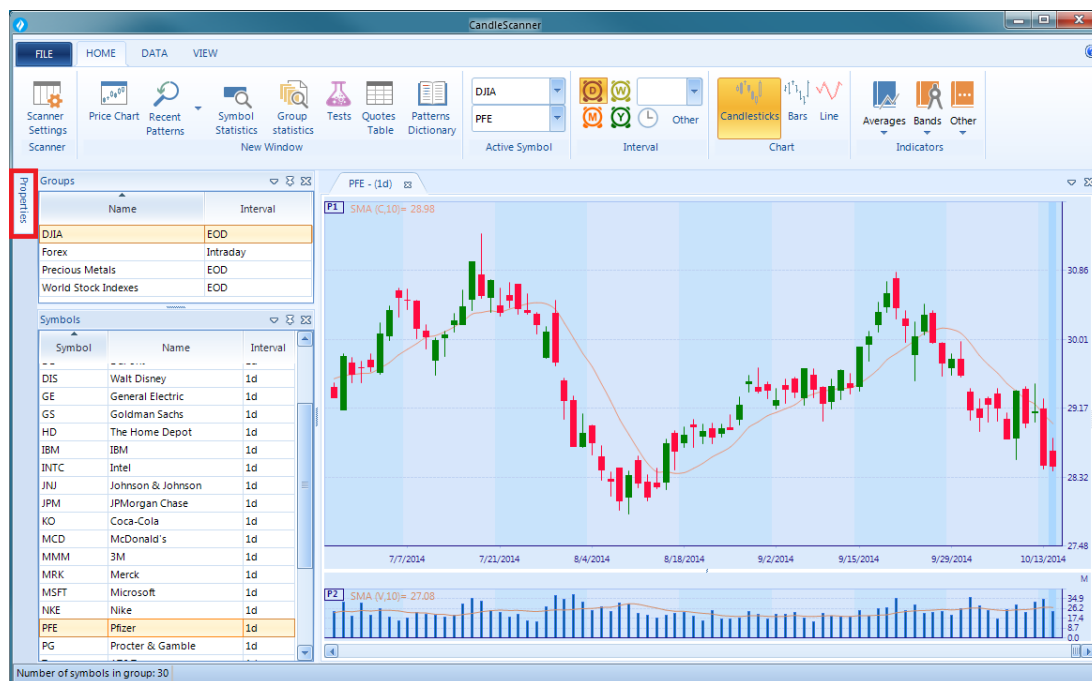 CandleScanner
FILE HOME DATA VIEW
Scanner Settings
Price Chart
Recent Patterns
Symbol Statistics
Group statistics
Tests
Quotes Table
Patterns Dictionary
DJIA
PFE
D W
M Y
Other
Candlesticks
Bars
Line
Averages
Bands
Other
Scanner
New Window
Active Symbol
Interval
Chart
Indicators
Properties
Groups
Name Interval
DJIA EOD
Forex Intraday
Precious Metals EOD
World Stock Indexes EOD
Symbols
Symbol Name Interval
DIS Walt Disney 1d
GE General Electric 1d
GS Goldman Sachs 1d
HD The Home Depot 1d
IBM IBM 1d
INTC Intel 1d
JNJ Johnson & Johnson 1d
JPM JPMorgan Chase 1d
KO Coca-Cola 1d
MCD McDonald's 1d
MMM 3M 1d
MRK Merck 1d
MSFT Microsoft 1d
NKE Nike 1d
PFE Pfizer 1d
PG Procter & Gamble 1d
PFE - (1d)
P1 SMA (C,10)= 28.98
30.86
30.01
29.17
28.32
27.48
7/7/2014 7/21/2014 8/4/2014 8/18/2014 9/2/2014 9/15/2014 9/29/2014 10/13/2014
M
P2 SMA (V,10)= 27.08
34.9
26.2
17.4
8.7
0.0
Number of symbols in group: 30